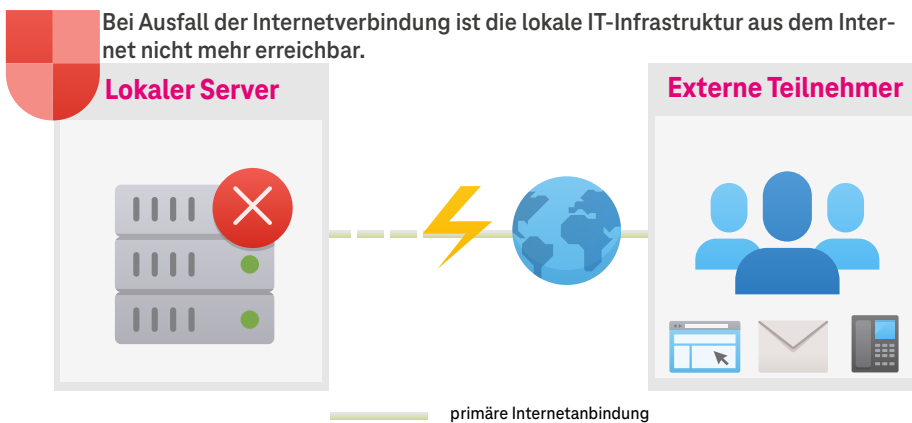 Bei Ausfall der Internetverbindung ist die lokale IT-Infrastruktur aus dem Inter-
net nicht mehr erreichbar.
Lokaler Server
Externe Teilnehmer
primäre Internetanbindung